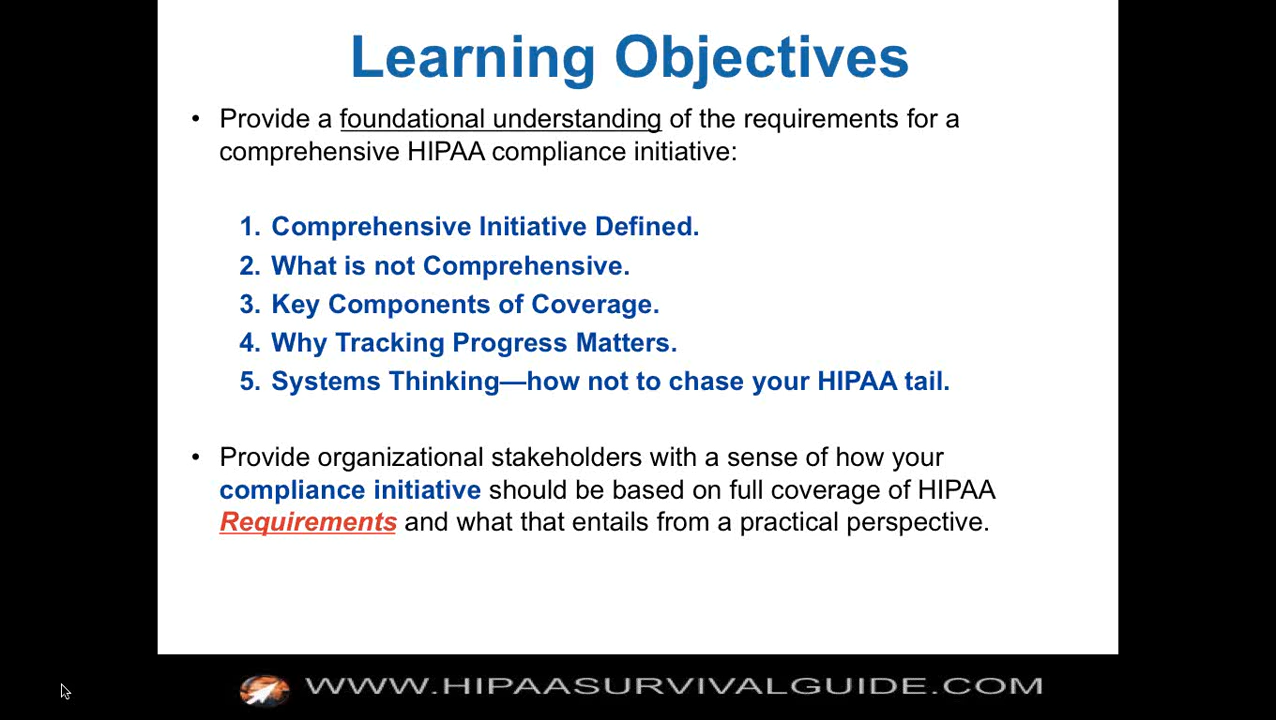 Learning Objectives
• Provide a foundational understanding of the requirements for a
comprehensive HIPAA compliance initiative:
1. Comprehensive Initiative Defined.
2. What is not Comprehensive.
3. Key Components of Coverage.
4. Why Tracking Progress Matters.
5. Systems Thinking—how not to chase your HIPAA tail.
• Provide organizational stakeholders with a sense of how your
compliance initiative should be based on full coverage of HIPAA
Requirements and what that entails from a practical perspective.
WWW.HIPAASURVIVALGUIDE.COM